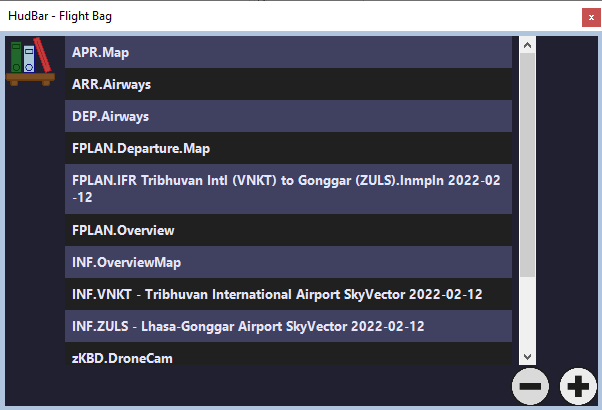 HudBar - Flight Bag
APR.Map
ARR.Airways
DEP.Airways
FPLAN.Departure.Map
FPLAN.IFR Tribhuvan Intl (VNKT) to Gonggar (ZULS).lnmpln 2022-02
-12
FPLAN.Overview
INF.OverviewMap
INF.VNKT - Tribhuvan International Airport SkyVector 2022-02-12
INF.ZULS - Lhasa-Gonggar Airport SkyVector 2022-02-12
zKBD.DroneCam